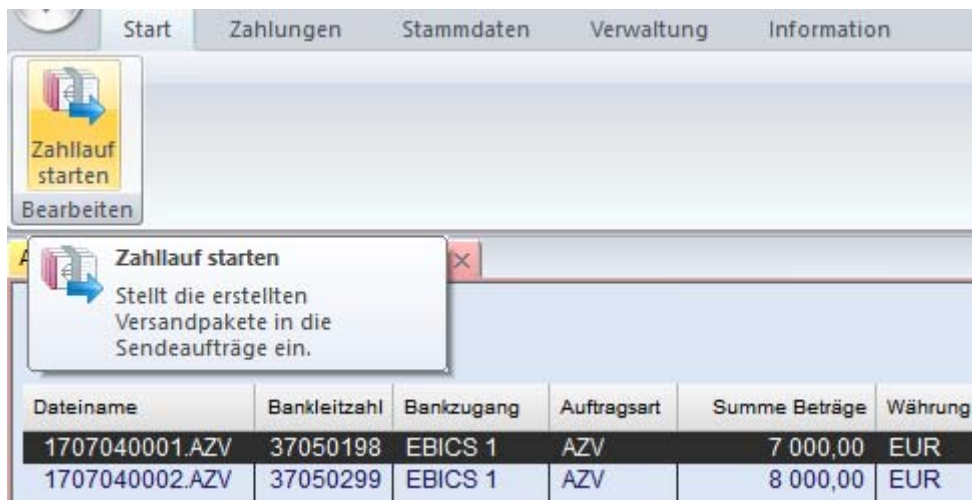 Start Zahlungen Stammdaten Verwaltung Information
Zahllauf
starten
Bearbeiten
Zahllauf starten
Stellt die erstellten
Versandpakete in die
Sendeaufträge ein.
Dateiname Bankleitzahl Bankzugang Auftragsart Summe Beträge Währung
1707040001.AZV 37050198 EBICS 1 AZV 7 000,00 EUR
1707040002.AZV 37050299 EBICS 1 AZV 8 000,00 EUR